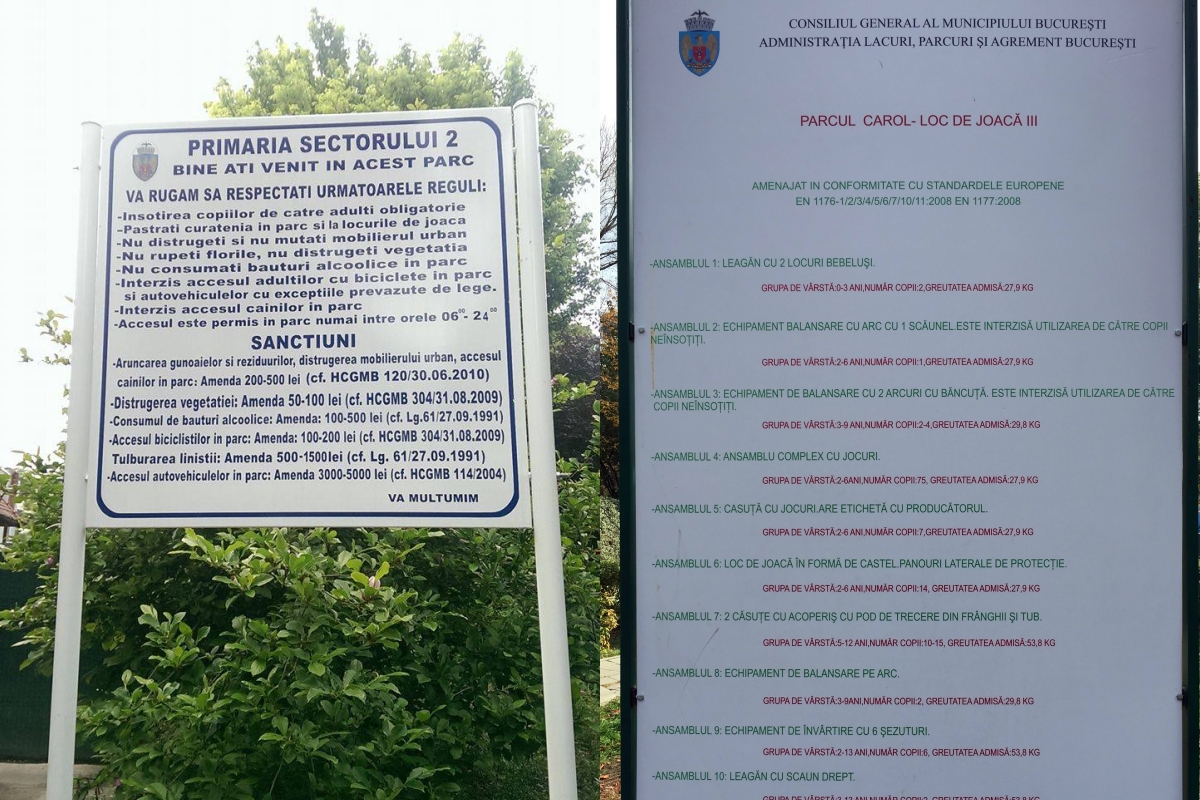 PRIMARIA SECTORULUI 2
BINE ATI VENIT IN ACEST PARC
VA RUGAM SA RESPECTATI URMATOARELE REGULI:
-Insotirea copiilor de catre adulti obligatorie
-Pastrati curatenia in parc si la locurile de joaca
-Nu distrugeti si nu mutati mobilierul urban
-Nu rupeti florile, nu distrugeti vegetatia
-Nu consumati bauturi alcoolice in parc
-Interzis accesul adultilor cu biciclete in parc
si autovehiculelor cu exceptiile prevazute de lege.
-Interzis accesul cainilor in parc
-Accesul este permis in parc numai intre orele 06⁰⁰- 24⁰⁰
SANCTIUNI
-Aruncarea gunoaielor si reziduurilor, distrugerea mobilierului urban, accesul
cainilor in parc: Amenda 200-500 lei (cf. HCGMB 120/30.06.2010)
-Distrugerea vegetatiei: Amenda 50-100 lei (cf. HCGMB 304/31.08.2009)
-Consumul de bauturi alcoolice: Amenda: 100-500 lei (cf. Lg.61/27.09.1991)
-Accesul biciclistilor in parc: Amenda: 100-200 lei (cf. HCGMB 304/31.08.2009)
Tulburarea linistii: Amenda 500-1500lei (cf. Lg. 61/27.09.1991)
-Accesul autovehiculelor in parc: Amenda 3000-5000 lei (cf. HCGMB 114/2004)
VA MULTUMIM
CONSILIUL GENERAL AL MUNICIPIULUI BUCUREŞTI
ADMINISTRAŢIA LACURI, PARCURI ŞI AGREMENT BUCUREŞTI
PARCUL CAROL- LOC DE JOACĂ III
AMENAJAT IN CONFORMITATE CU STANDARDELE EUROPENE
EN 1176-1/2/3/4/5/6/7/10/11:2008 EN 1177:2008
-ANSAMBLUL 1: LEAGĂN CU 2 LOCURI BEBELUŞI.
GRUPA DE VÂRSTĂ:0-3 ANI,NUMĂR COPII:2,GREUTATEA ADMISĂ:27,9 KG
-ANSAMBLUL 2: ECHIPAMENT BALANSARE CU ARC CU 1 SCĂUNEL.ESTE INTERZISĂ UTILIZAREA DE CĂTRE COPII
NEÎNSOŢIŢI.
GRUPA DE VÂRSTĂ:2-6 ANI,NUMĂR COPII:1,GREUTATEA ADMISĂ:27,9 KG
-ANSAMBLUL 3: ECHIPAMENT DE BALANSARE CU 2 ARCURI CU BĂNCUŢĂ. ESTE INTERZISĂ UTILIZAREA DE CĂTRE
COPII NEÎNSOŢIŢI.
GRUPA DE VÂRSTĂ:3-9 ANI,NUMĂR COPII:2-4,GREUTATEA ADMISĂ:29,8 KG
-ANSAMBLUL 4: ANSAMBLU COMPLEX CU JOCURI.
GRUPA DE VÂRSTĂ:2-6ANI,NUMĂR COPII:75, GREUTATEA ADMISĂ:27,9 KG
-ANSAMBLUL 5: CASUŢĂ CU JOCURI.ARE ETICHETĂ CU PRODUCĂTORUL.
GRUPA DE VÂRSTĂ:2-6 ANI,NUMĂR COPII:7,GREUTATEA ADMISĂ:27,9 KG
-ANSAMBLUL 6: LOC DE JOACĂ ÎN FORMĂ DE CASTEL.PANOURI LATERALE DE PROTECŢIE.
GRUPA DE VÂRSTĂ:2-6 ANI,NUMĂR COPII:14, GREUTATEA ADMISĂ:27,9 KG
-ANSAMBLUL 7: 2 CĂSUŢE CU ACOPERIŞ CU POD DE TRECERE DIN FRÂNGHII ŞI TUB.
GRUPA DE VÂRSTĂ:5-12 ANI,NUMĂR COPII:10-15, GREUTATEA ADMISĂ:53,8 KG
-ANSAMBLUL 8: ECHIPAMENT DE BALANSARE PE ARC.
GRUPA DE VÂRSTĂ:3-9ANI,NUMĂR COPII:2, GREUTATEA ADMISĂ:29,8 KG
-ANSAMBLUL 9: ECHIPAMENT DE ÎNVÂRTIRE CU 6 ŞEZUTURI.
GRUPA DE VÂRSTĂ:2-13 ANI,NUMĂR COPII:6, GREUTATEA ADMISĂ:53,8 KG
-ANSAMBLUL 10: LEAGĂN CU SCAUN DREPT.